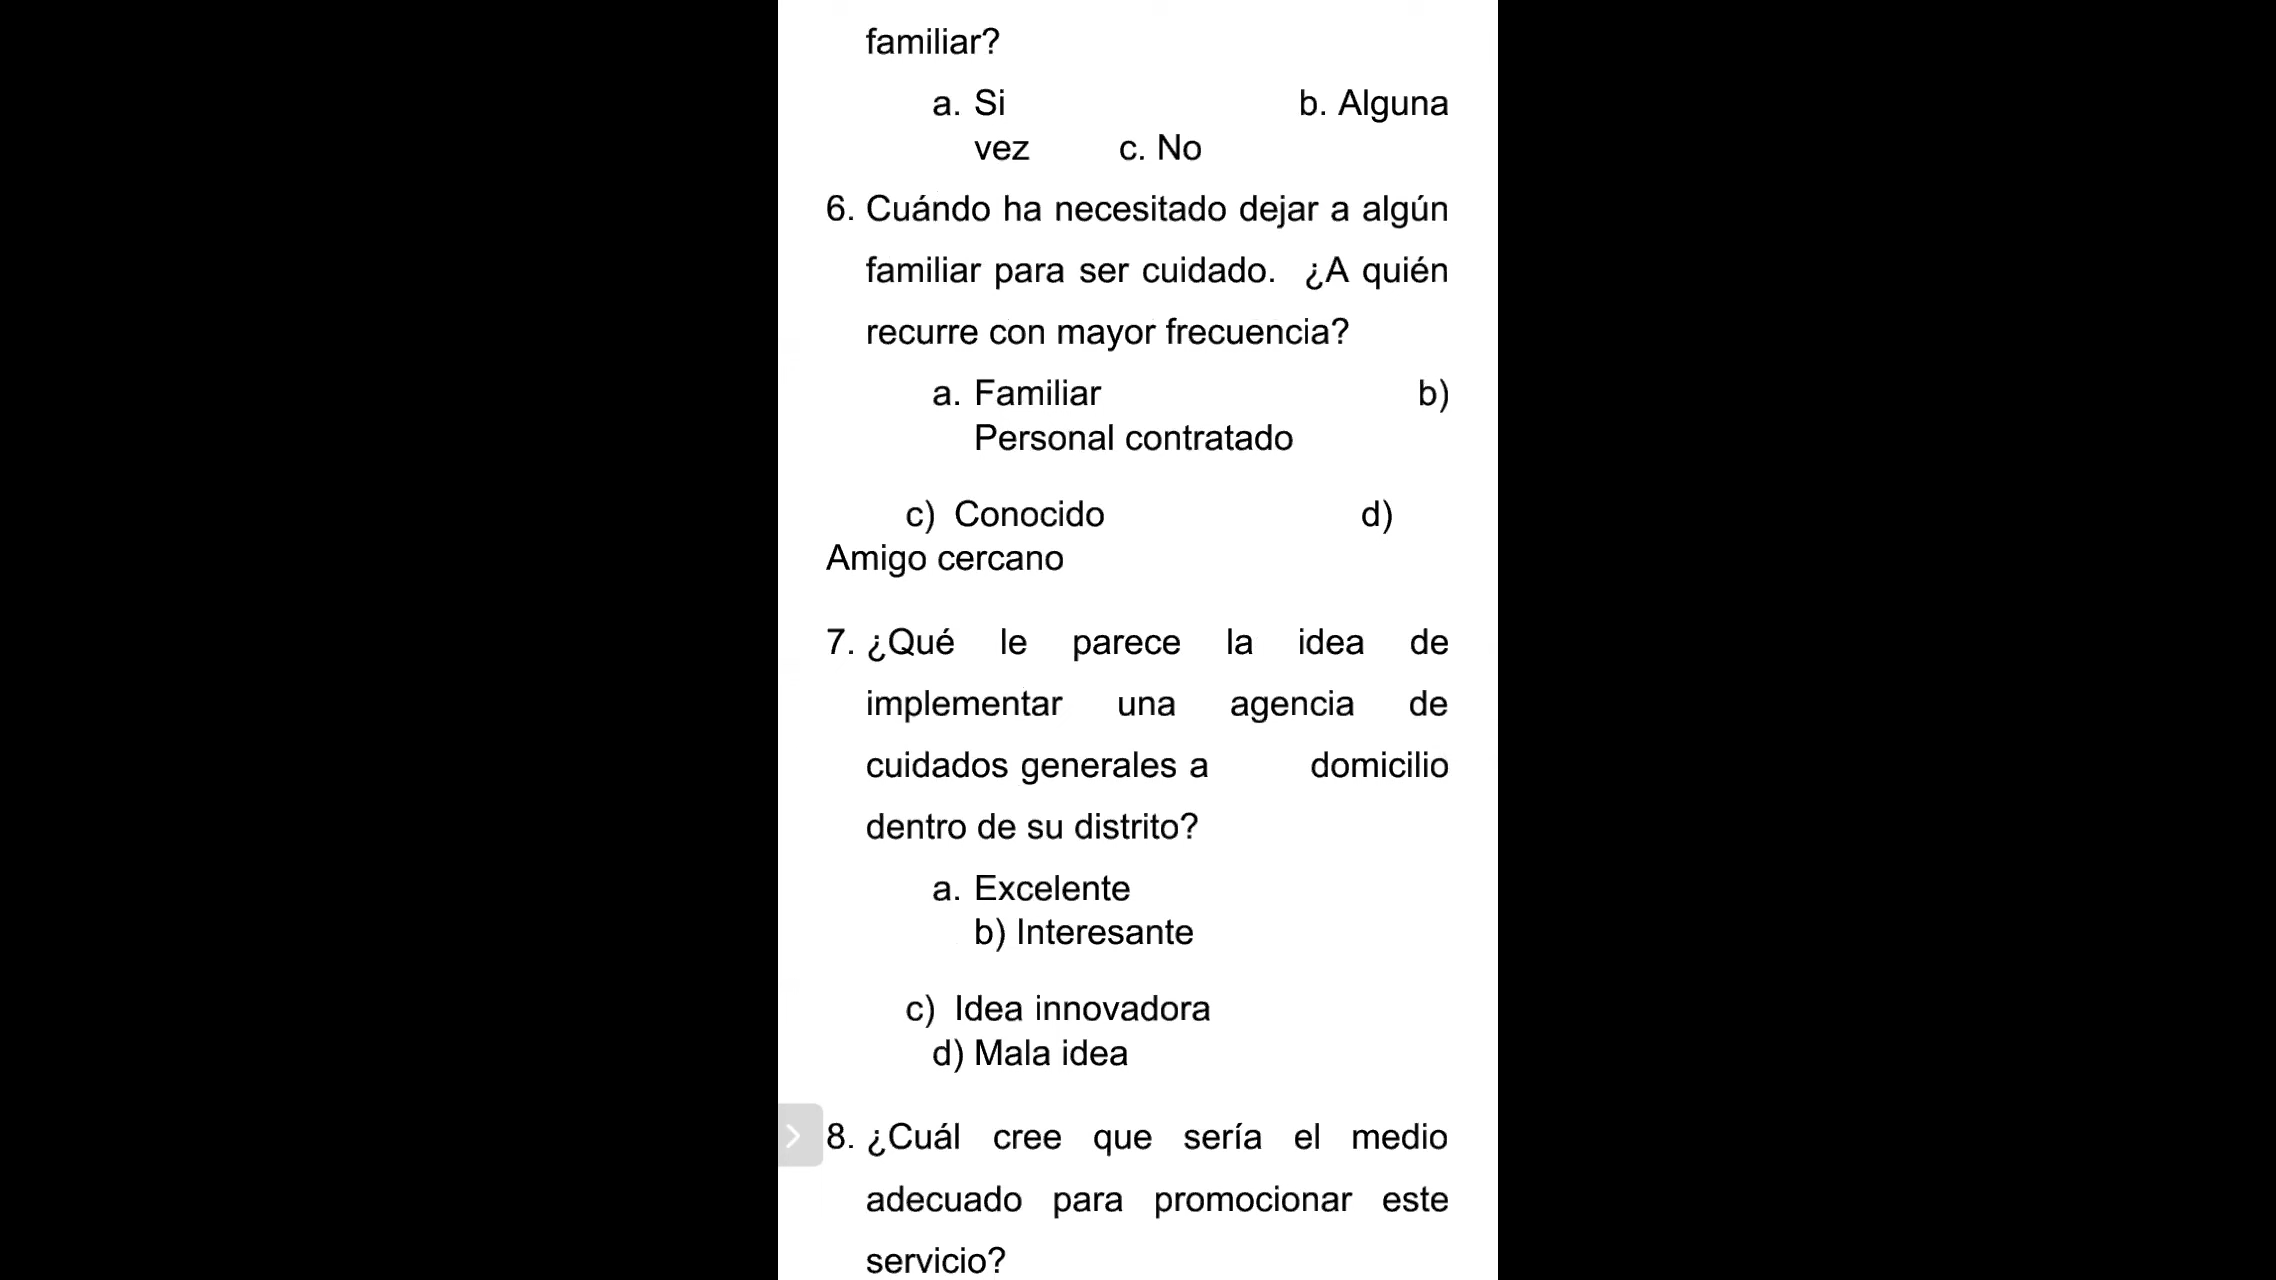 familiar?
a. Si b. Alguna
vez c. No
6. Cuándo ha necesitado dejar a algún
familiar para ser cuidado. ¿A quién
recurre con mayor frecuencia?
a. Familiar b)
Personal contratado
c) Conocido d)
Amigo cercano
7. ¿Qué le parece la idea de
implementar una agencia de
cuidados generales a domicilio
dentro de su distrito?
a. Excelente
b) Interesante
c) Idea innovadora
d) Mala idea
8. ¿Cuál cree que sería el medio
adecuado para promocionar este
servicio?